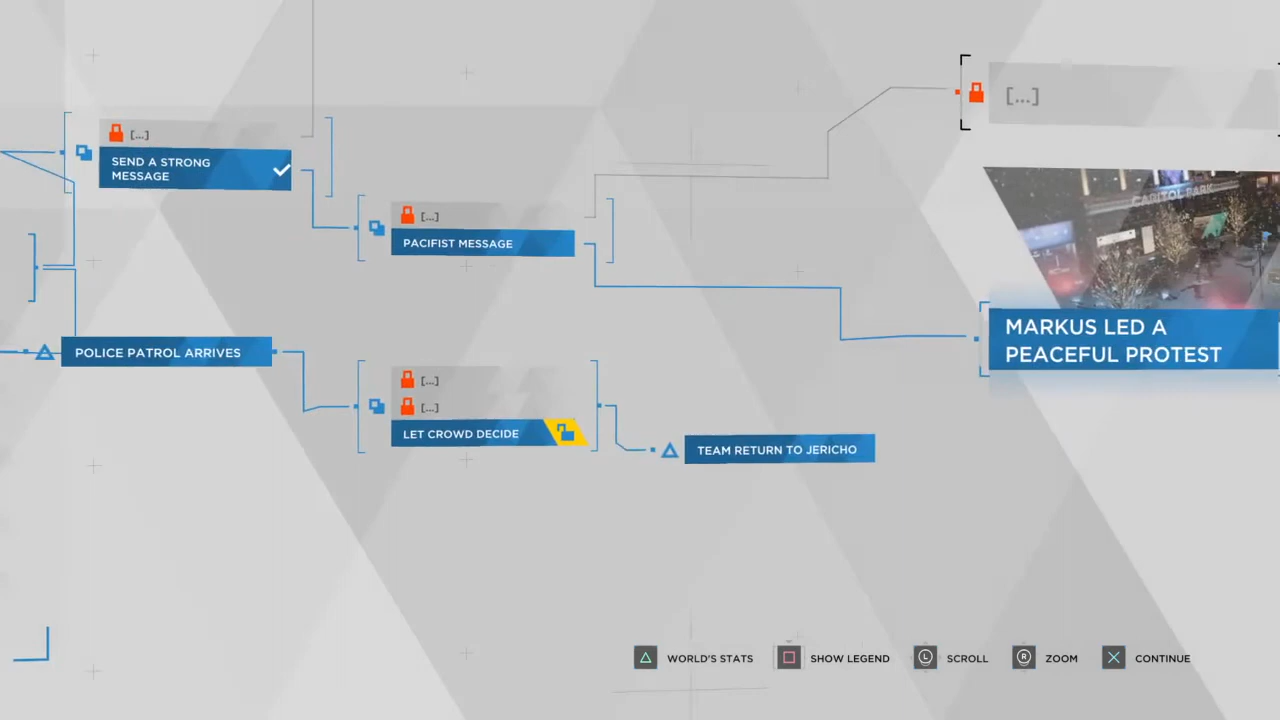 [...]
SEND A STRONG
MESSAGE
[...]
PACIFIST MESSAGE
[...]
CAPITOL PARK
MARKUS LED A
PEACEFUL PROTEST
POLICE PATROL ARRIVES
[...]
[...]
LET CROWD DECIDE
TEAM RETURN TO JERICHO
WORLD'S STATS
SHOW LEGEND
L
SCROLL
R
ZOOM
CONTINUE